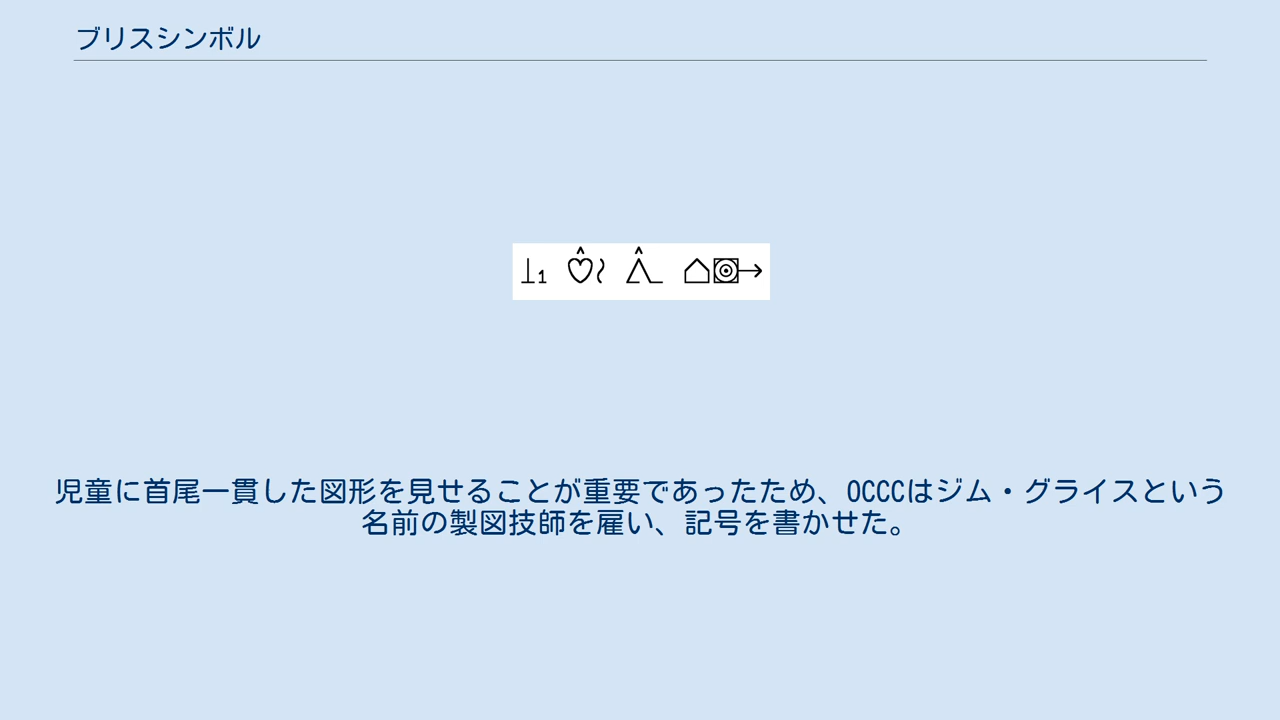 ブリスシンボル
児童に首尾一貫した図形を見せることが重要であったため、OCCCはジム・グライスという
名前の製図技師を雇い、記号を書かせた。